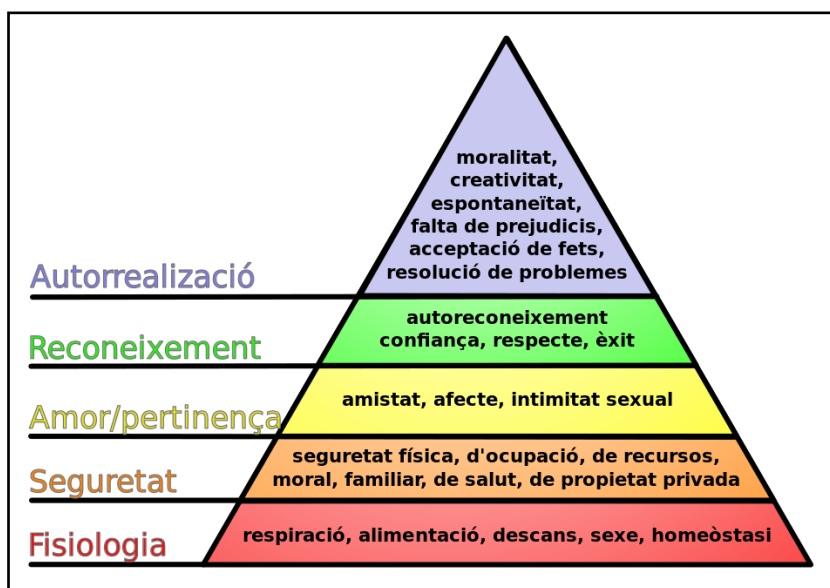 moralitat,
creativitat,
espontaneïtat,
falta de prejudicis,
acceptació de fets,
resolució de problemes
Autorrealizació
autoreconeixement
confiança, respecte, èxit
Reconeixement
amistat, afecte, intimitat sexual
Amor/pertinença
seguretat física, d'ocupació, de recursos,
moral, familiar, de salut, de propietat privada
Seguretat
respiració, alimentació, descans, sexe, homeòstasi
Fisiologia